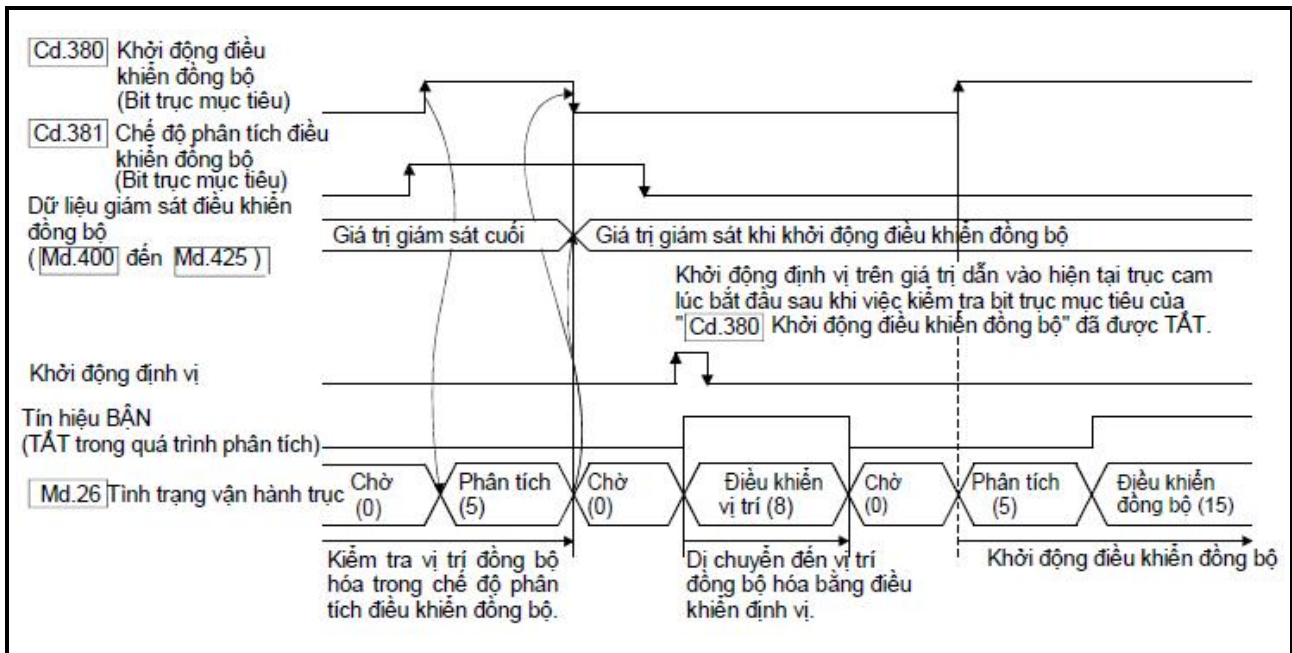 Cd.380 Khởi động điều
khiển đồng bộ
(Bit trục mục tiêu)
Cd.381 Chế độ phân tích điều
khiển đồng bộ
(Bit trục mục tiêu)
Dữ liệu giám sát điều khiển
đồng bộ
( Md.400 đến Md.425 )
Giá trị giám sát cuối
Giá trị giám sát khi khởi động điều khiển đồng bộ
Khởi động định vị trên giá trị dẫn vào hiện tại trục cam
lúc bắt đầu sau khi việc kiểm tra bit trục mục tiêu của
"Cd.380 Khởi động điều khiển đồng bộ" đã được TẮT.
Khởi động định vị
Tín hiệu BẬN
(TẮT trong quá trình phân tích)
Md.26 Tình trạng vận hành trục
Chờ
(0)
Phân tích
(5)
Chờ
(0)
Điều khiển
vị trí (8)
Chờ
(0)
Phân tích
(5)
Điều khiển
đồng bộ (15)
Kiểm tra vị trí đồng bộ
hóa trong chế độ phân
tích điều khiển đồng bộ.
Di chuyển đến vị trí
đồng bộ hóa bằng điều
khiển định vị.
Khởi động điều khiển đồng bộ